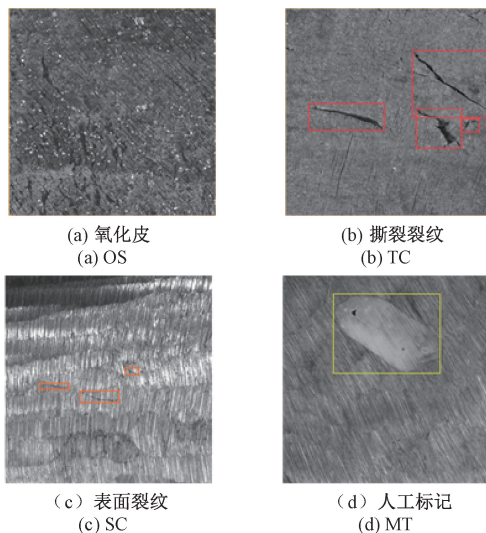 (a) 氧化皮
(a) OS
(b) 撕裂裂纹
(b) TC
（c）表面裂纹
(c) SC
（d）人工标记
(d) MT